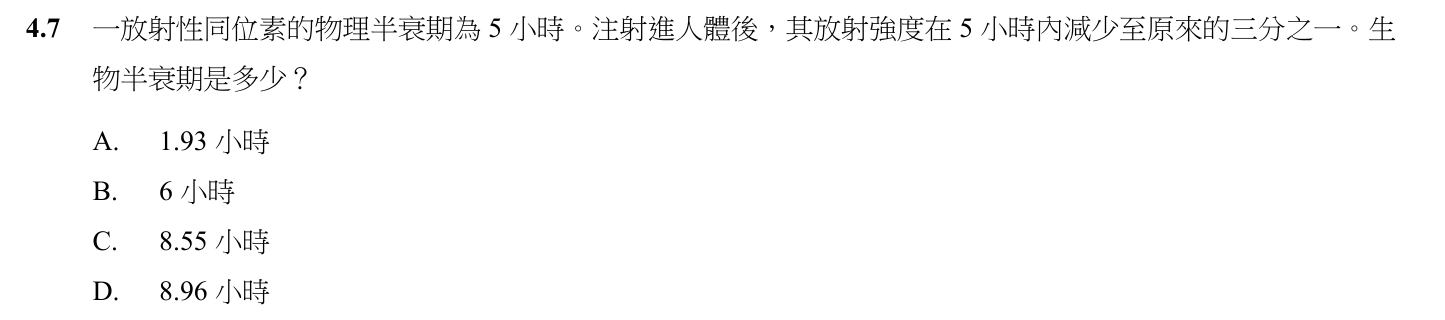 4.7 一放射性同位素的物理半衰期為 5 小時。注射進人體後，其放射強度在 5 小時內減少至原來的三分之一。生
物半衰期是多少？
A. 1.93 小時
B. 6 小時
C. 8.55 小時
D. 8.96 小時